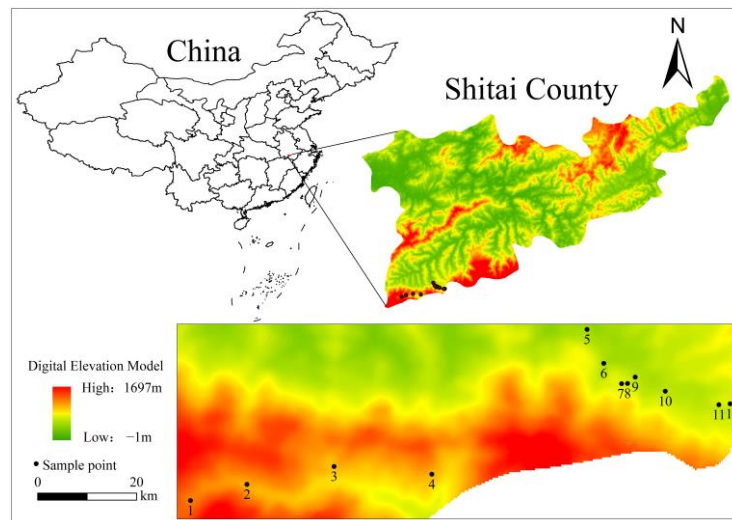 China
N
Shitai County
Digital Elevation Model
High: 1697m
Low: −1m
Sample point
0 20
km
5
6
7 8 9
10
11 1
3
4
2
1